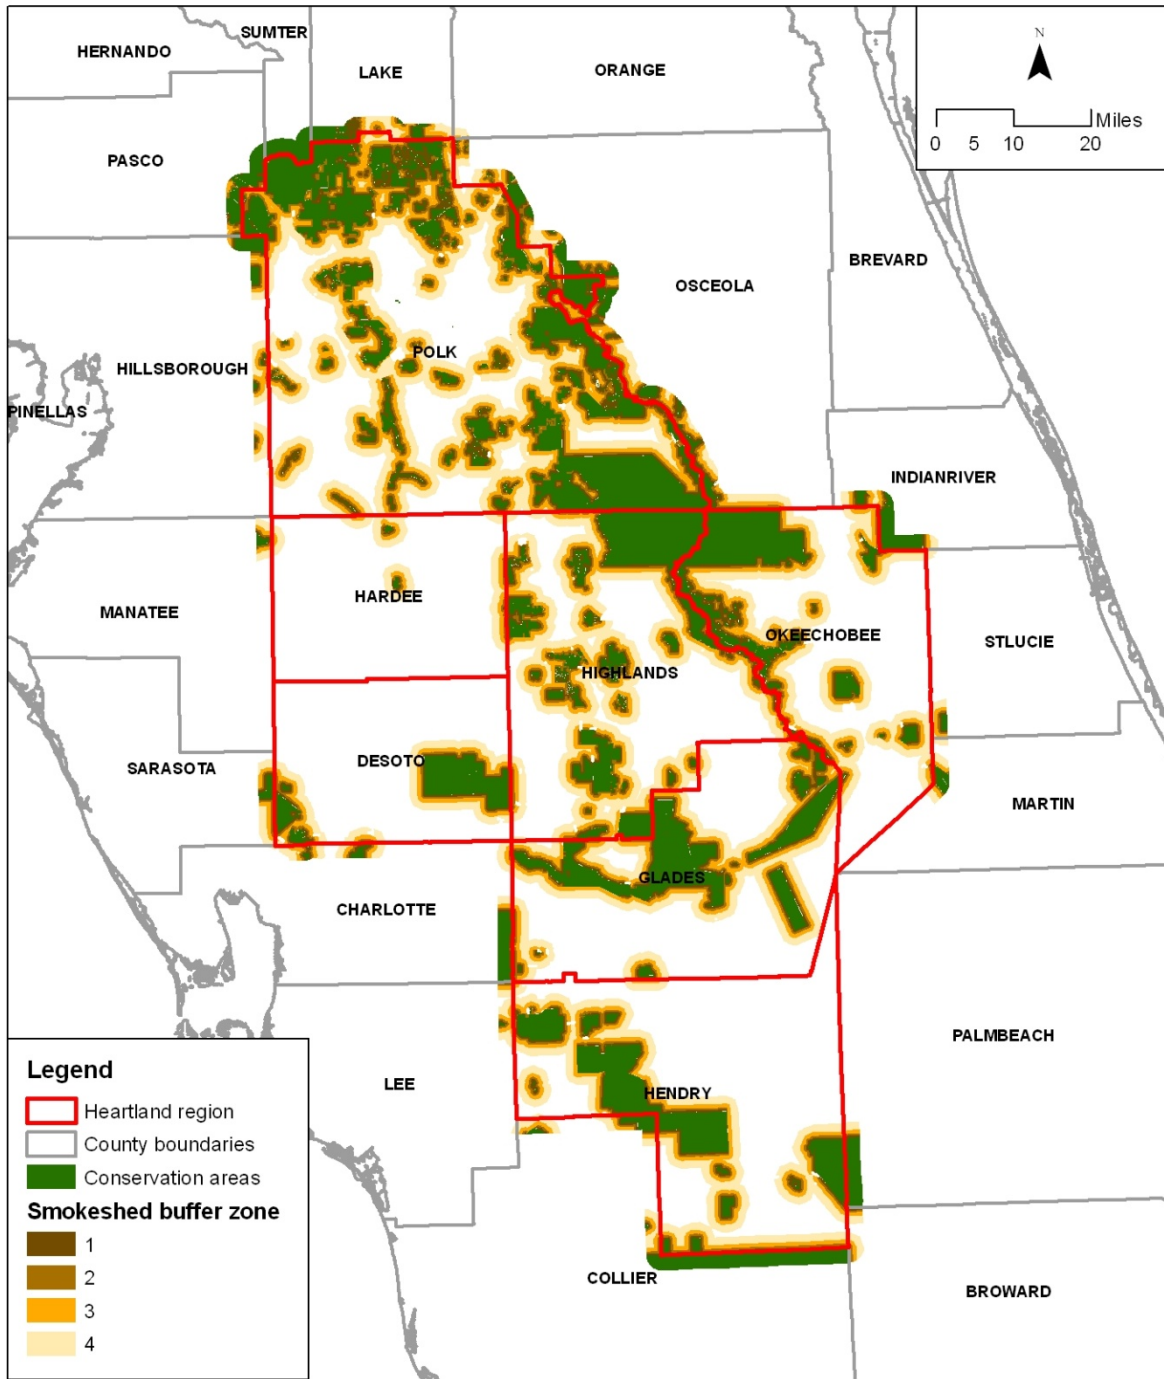 SUMTER
HERNANDO
LAKE
ORANGE
N
Miles
0 5 10 20
PASCO
BREVARD
OSCEOLA
POLK
HILLSBOROUGH
PINELLAS
INDIANRIVER
HARDEE
MANATEE
OKEECHOBEE
STLUCIE
HIGHLANDS
DESOTO
SARASOTA
MARTIN
GLADES
CHARLOTTE
PALMBEACH
LEE
HENDRY
COLLIER
BROWARD
Legend
Heartland region
County boundaries
Conservation areas
Smokeshed buffer zone
1
2
3
4